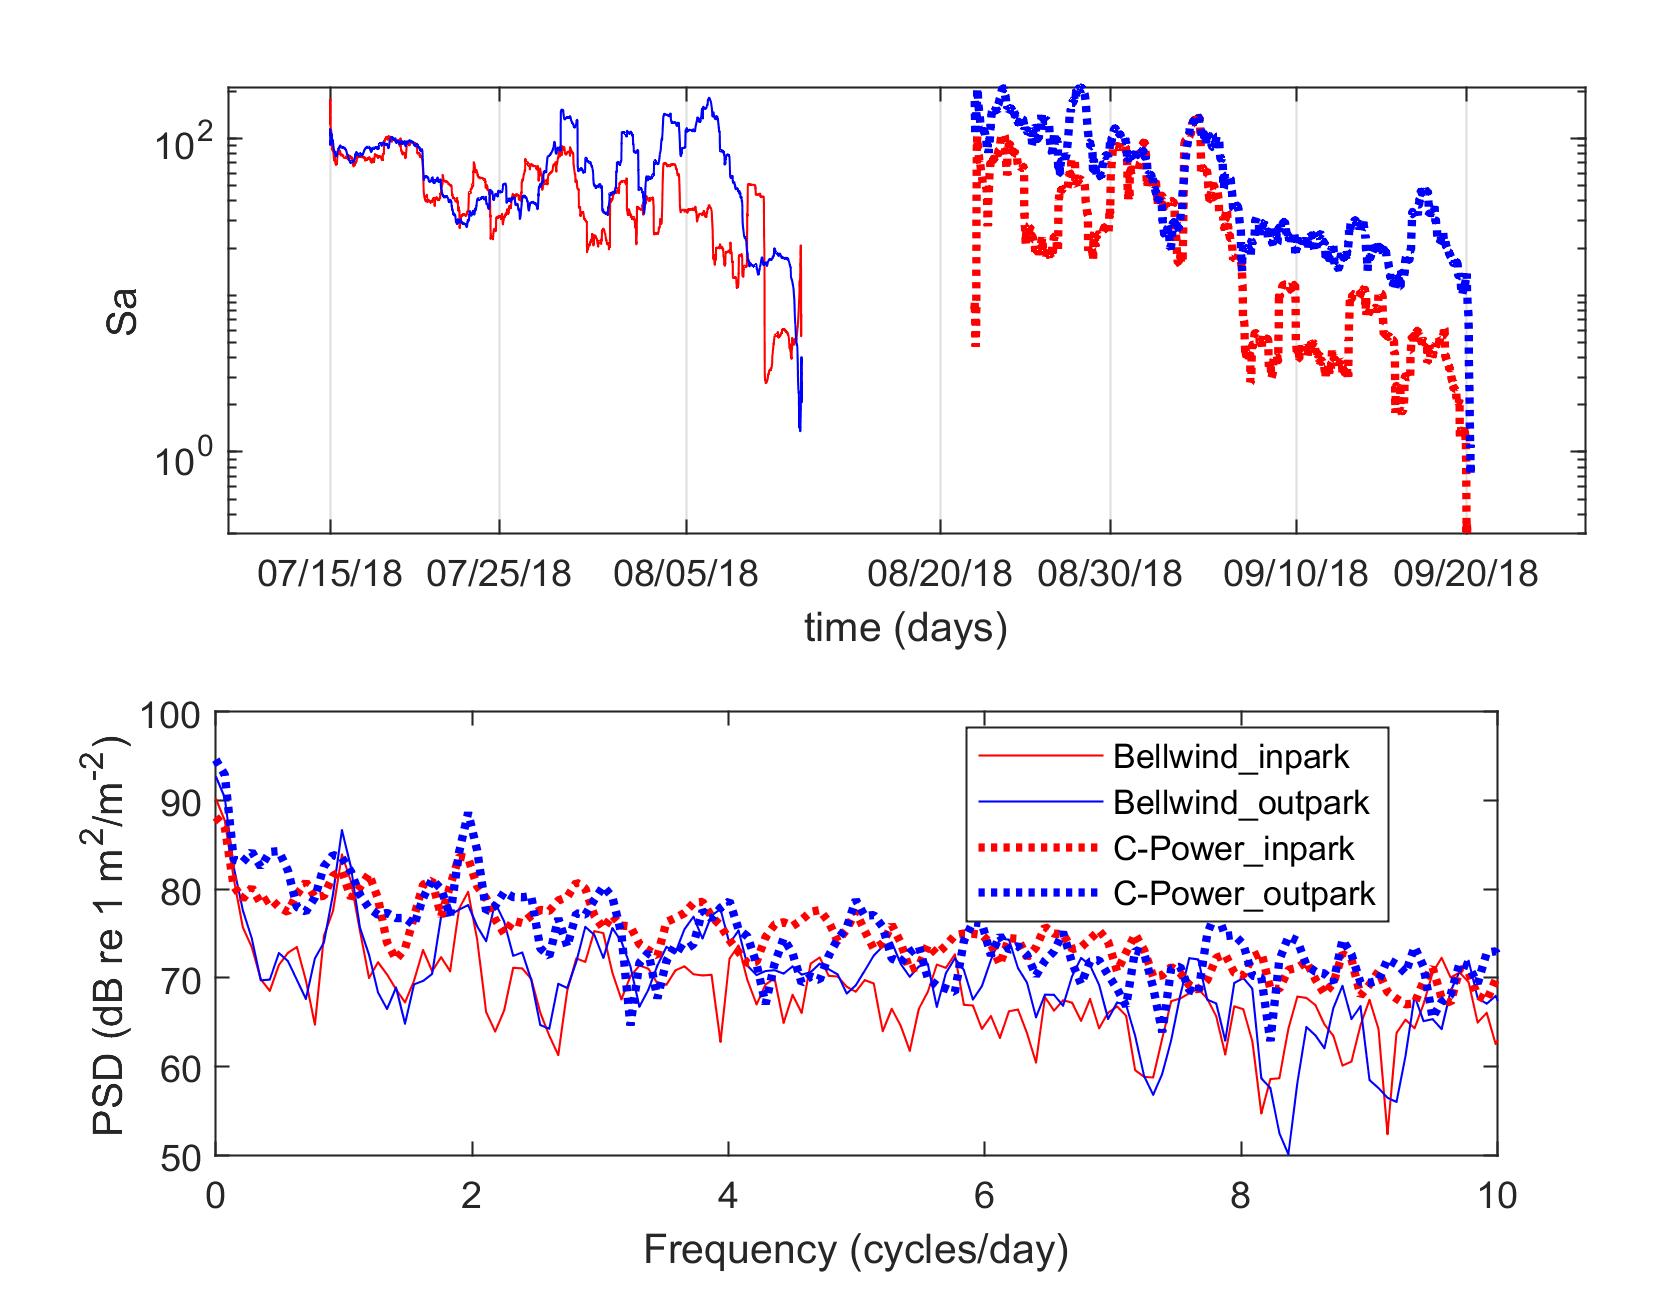 10^2
10^0
Sa
07/15/18 07/25/18 08/05/18 08/20/18 08/30/18 09/10/18 09/20/18
time (days)
100
90
80
70
60
50
PSD (dB re 1 m^2/m^-2)
Bellwind_inpark
Bellwind_outpark
C-Power_inpark
C-Power_outpark
0 2 4 6 8 10
Frequency (cycles/day)